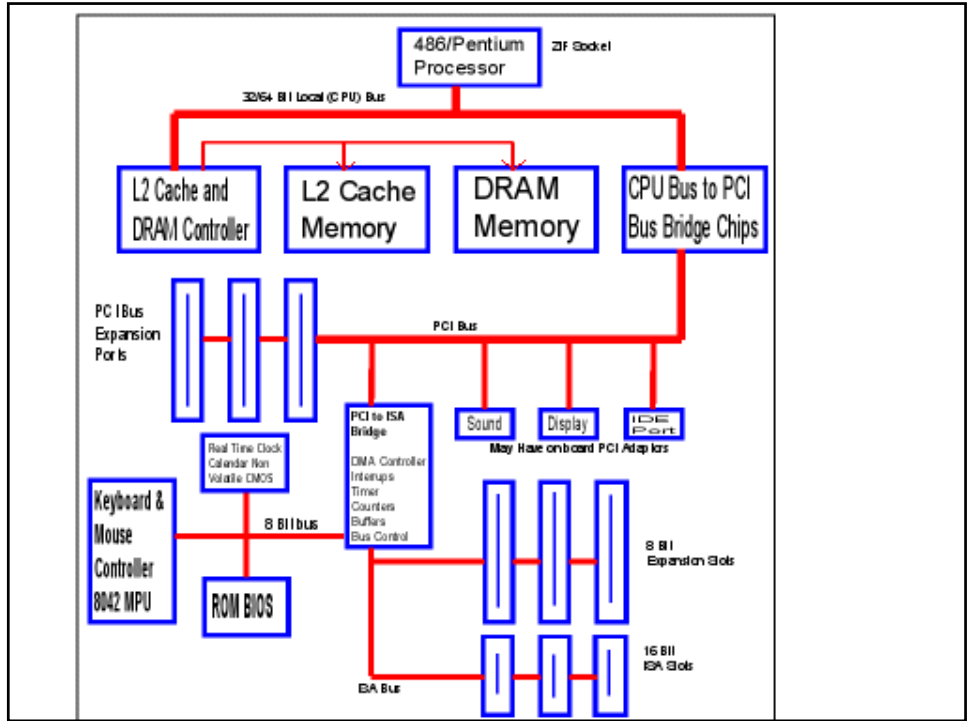 486/Pentium
Processor
ZIF Socket
32/64 Bit Local (CPU) Bus
L2 Cache and
DRAM Controller
L2 Cache
Memory
DRAM
Memory
CPU Bus to PCI
Bus Bridge Chips
PCI Bus
Expansion
Ports
PCI Bus
PCI to ISA
Bridge
DMA Controller
Interrups
Timer
Counters
Buffers
Bus Control
Sound
Display
IDE
Port
May Have onboard PCI Adaptors
Real Time Clock
Calendar Non
Volatile CMOS
Keyboard &
Mouse
Controller
8042 MPU
8 Bit bus
ROM BIOS
8 Bit
Expansion Slots
16 Bit
ISA Slots
ISA Bus